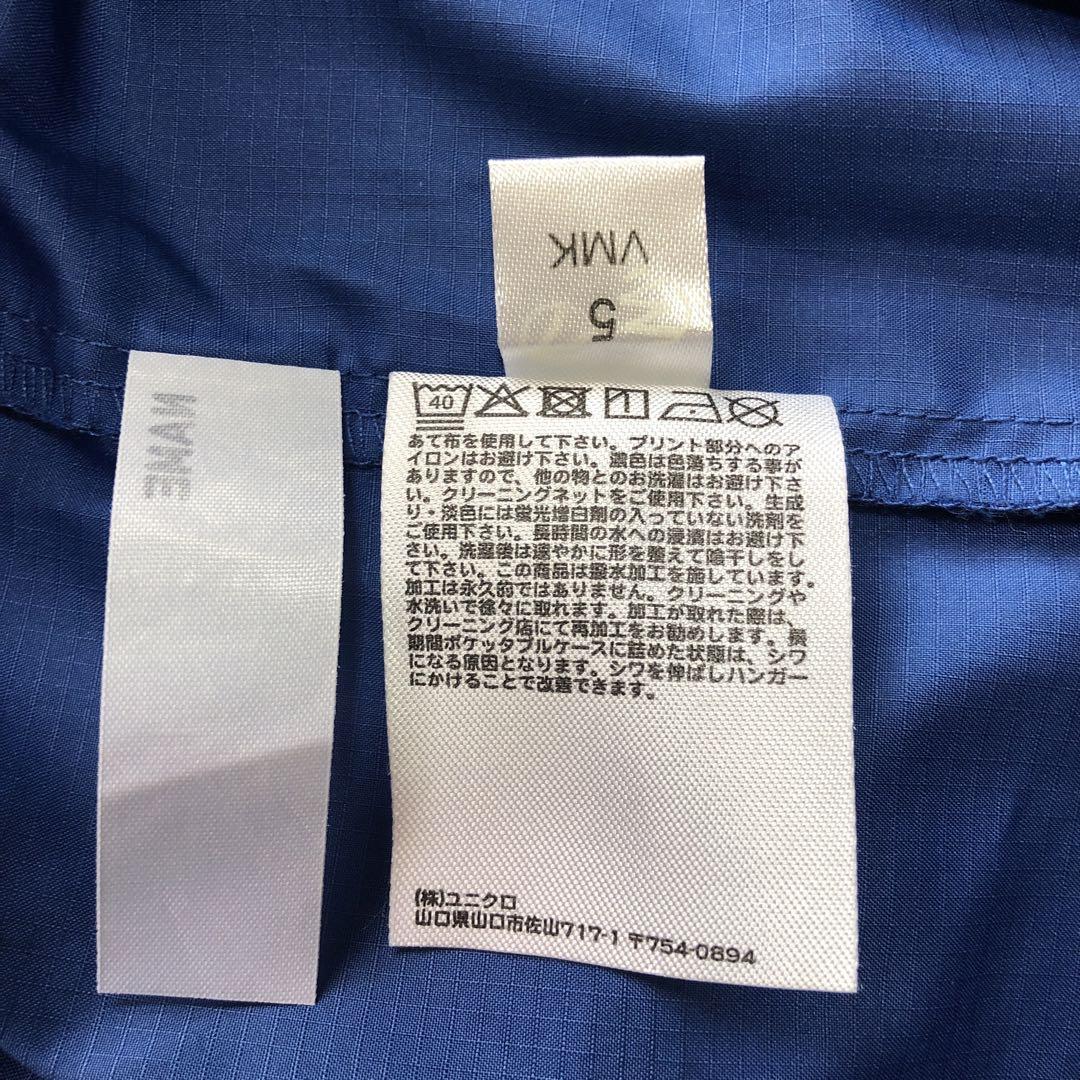 VMK
5
NAME
40
あて布を使用して下さい。プリント部分へのア
イロンはお避け下さい。濃色は色落ちする事が
ありますので、他の物とのお洗濯はお避け下さ
い。クリーニングネットをご使用下さい。生成
り・淡色には蛍光増白剤の入っていない洗剤を
ご使用下さい。長時間の水への浸漬はお避け下
さい。洗濯後は速やかに形を整えて陰干しをし
て下さい。この商品は撥水加工を施しています。
加工は永久的ではありません。クリーニングや
水洗いで徐々に取れます。加工が取れた際は、
クリーニング店にて再加工をお勧めします。長
期間ポケッタブルケースに詰めた状態は、シワ
になる原因となります。シワを伸ばしハンガー
にかけることで改善できます。
(株)ユニクロ
山口県山口市佐山717-1 〒754-0894